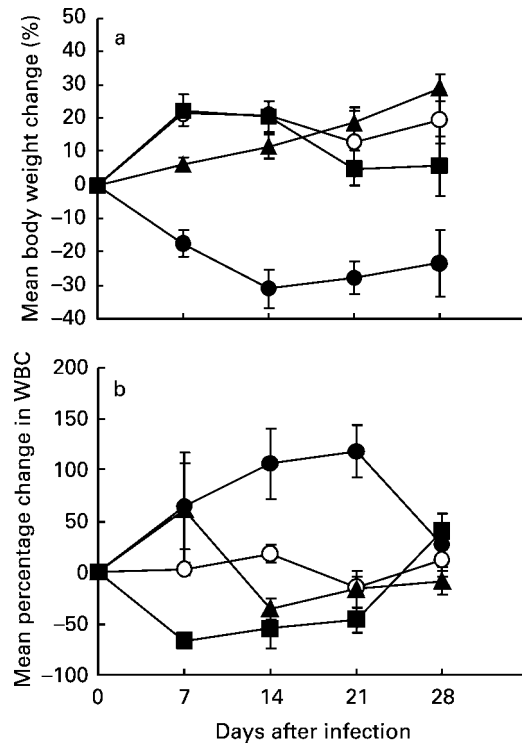 a
Mean body weight change (%)
50
40
30
20
10
0
–10
–20
–30
–40
b
Mean percentage change in WBC
200
150
100
50
0
–50
–100
0 7 14 21 28
Days after infection